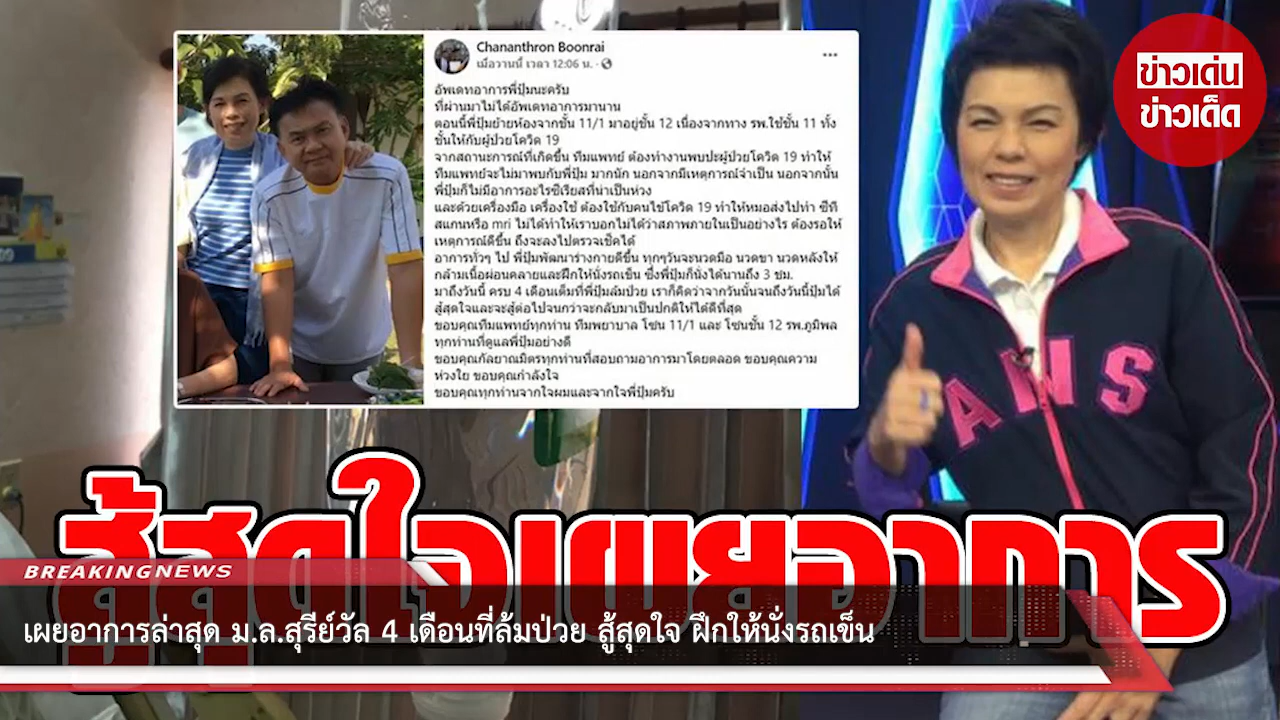 Chananthron Boonrai
เมื่อวานนี้ เวลา 12:06 น. ·
อัพเดทอาการพี่ปุ้มนะครับ
ที่ผ่านมาไม่ได้อัพเดทอาการมานาน
ตอนนี้พี่ปุ้มย้ายห้องจากชั้น 11/1 มาอยู่ชั้น 12 เนื่องจากทาง รพ.ใช้ชั้น 11 ทั้ง
ชั้นให้กับผู้ป่วยโควิด 19
จากสถานะการณ์ที่เกิดขึ้น ทีมแพทย์ ต้องทำงานพบปะผู้ป่วยโควิด 19 ทำให้
ทีมแพทย์จะไม่มาพบกับพี่ปุ้ม มากนัก นอกจากมีเหตุการณ์จำเป็น นอกจากนั้น
พี่ปุ้มก็ไม่มีอาการอะไรซีเรียสที่น่าเป็นห่วง
และด้วยเครื่องมือ เครื่องใช้ ต้องใช้กับคนไข้โควิด 19 ทำให้หมอส่งไปทำ ซีที
สแกนหรือ mri ไม่ได้ทำให้เราบอกไม่ได้ว่าสภาพภายในเป็นอย่างไร ต้องรอให้
เหตุการณ์ดีขึ้น ถึงจะลงไปตรวจเช็คได้
อาการทั่วๆ ไป พี่ปุ้มพัฒนาร่างกายดีขึ้น ทุกๆวันจะนวดมือ นวดขา นวดหลังให้
กล้ามเนื้อผ่อนคลายและฝึกให้นั่งรถเข็น ซึ่งพี่ปุ้มก็นั่งได้นานถึง 3 ชม.
มาถึงวันนี้ ครบ 4 เดือนเต็มที่พี่ปุ้มล้มป่วย เราก็คิดว่าจากวันนั้นจนถึงวันนี้ปุ้มได้
สู้สุดใจและจะสู้ต่อไปจนกว่าจะกลับมาเป็นปกติให้ได้ดีที่สุด
ขอบคุณทีมแพทย์ทุกท่าน ทีมพยาบาล โซน 11/1 และ โซนชั้น 12 รพ.ภูมิพล
ทุกท่านที่ดูแลพี่ปุ้มอย่างดี
ขอบคุณกัลยาณมิตรทุกท่านที่สอบถามอาการมาโดยตลอด ขอบคุณความ
ห่วงใย ขอบคุณกำลังใจ
ขอบคุณทุกท่านจากใจผมและจากใจพี่ปุ้มครับ
ข่าวเด่น
ข่าวเด็ด
ANS
สู้สุดใจเผยอาการ
BREAKINGNEWS
เผยอาการล่าสุด ม.ล.สุรีย์วัล 4 เดือนที่ล้มป่วย สู้สุดใจ ฝึกให้นั่งรถเข็น